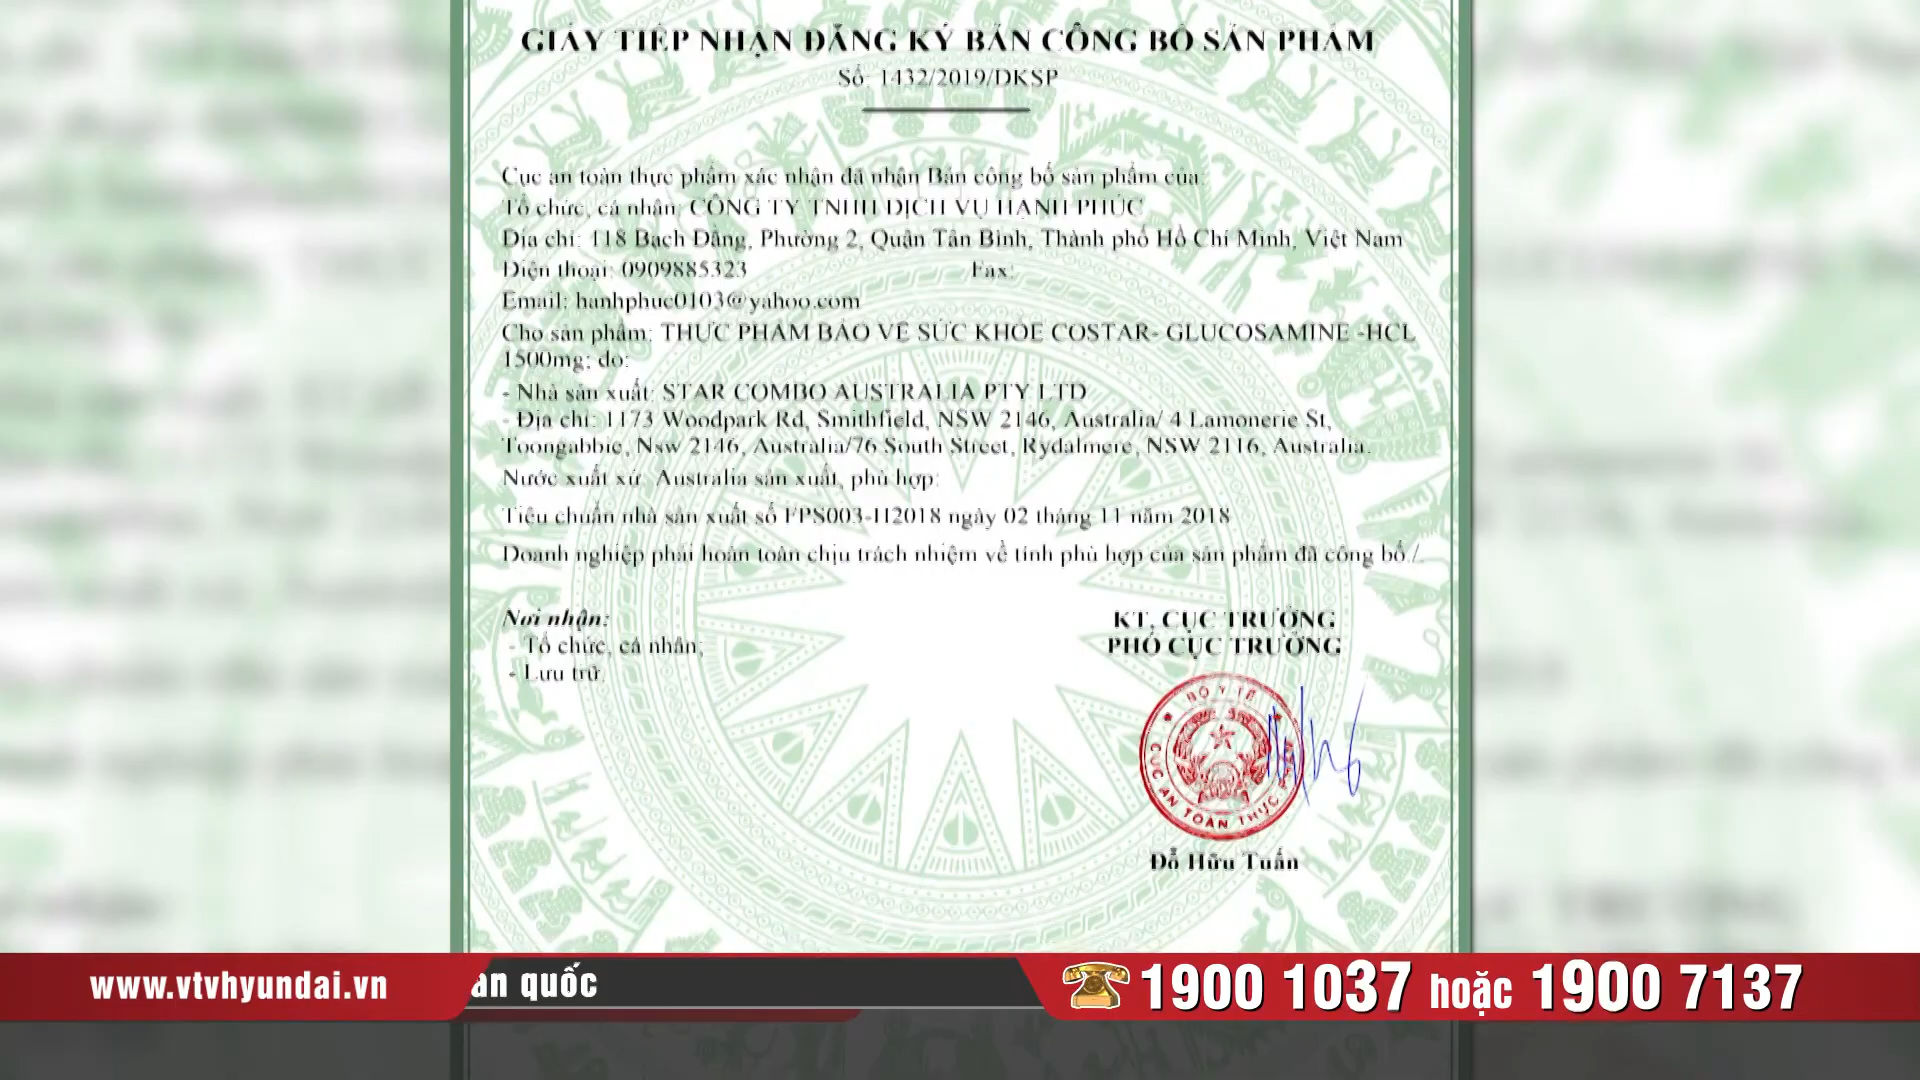 GIẤY TIẾP NHẬN ĐĂNG KÝ BẢN CÔNG BỐ SẢN PHẨM
Số: 1432/2019/ĐKSP
Cục an toàn thực phẩm xác nhận đã nhận Bản công bố sản phẩm của:
Tổ chức, cá nhân: CÔNG TY TNHH DỊCH VỤ HẠNH PHÚC
Địa chỉ: 118 Bạch Đằng, Phường 2, Quận Tân Bình, Thành phố Hồ Chí Minh, Việt Nam
Điện thoại: 0909885323 Fax:
Email: hanhphuc0103@yahoo.com
Cho sản phẩm: THỰC PHẨM BẢO VỆ SỨC KHỎE COSTAR- GLUCOSAMINE -HCL
1500mg; do:
- Nhà sản xuất: STAR COMBO AUSTRALIA PTY LTD
- Địa chỉ: 1173 Woodpark Rd, Smithfield, NSW 2146, Australia/ 4 Lamonerie St,
Toongabbie, Nsw 2146, Australia/76 South Street, Rydalmere, NSW 2116, Australia.
Nước xuất xứ: Australia sản xuất, phù hợp:
Tiêu chuẩn nhà sản xuất số FPS003-H2018 ngày 02 tháng 11 năm 2018
Doanh nghiệp phải hoàn toàn chịu trách nhiệm về tính phù hợp của sản phẩm đã công bố./.
Nơi nhận:
- Tổ chức, cá nhân;
- Lưu trữ.
KT. CỤC TRƯỞNG
PHÓ CỤC TRƯỞNG
BỘ Y TẾ
CỤC AN TOÀN THỰC
Đỗ Hữu Tuấn
www.vtvhyundai.vn
àn quốc
1900 1037 hoặc 1900 7137